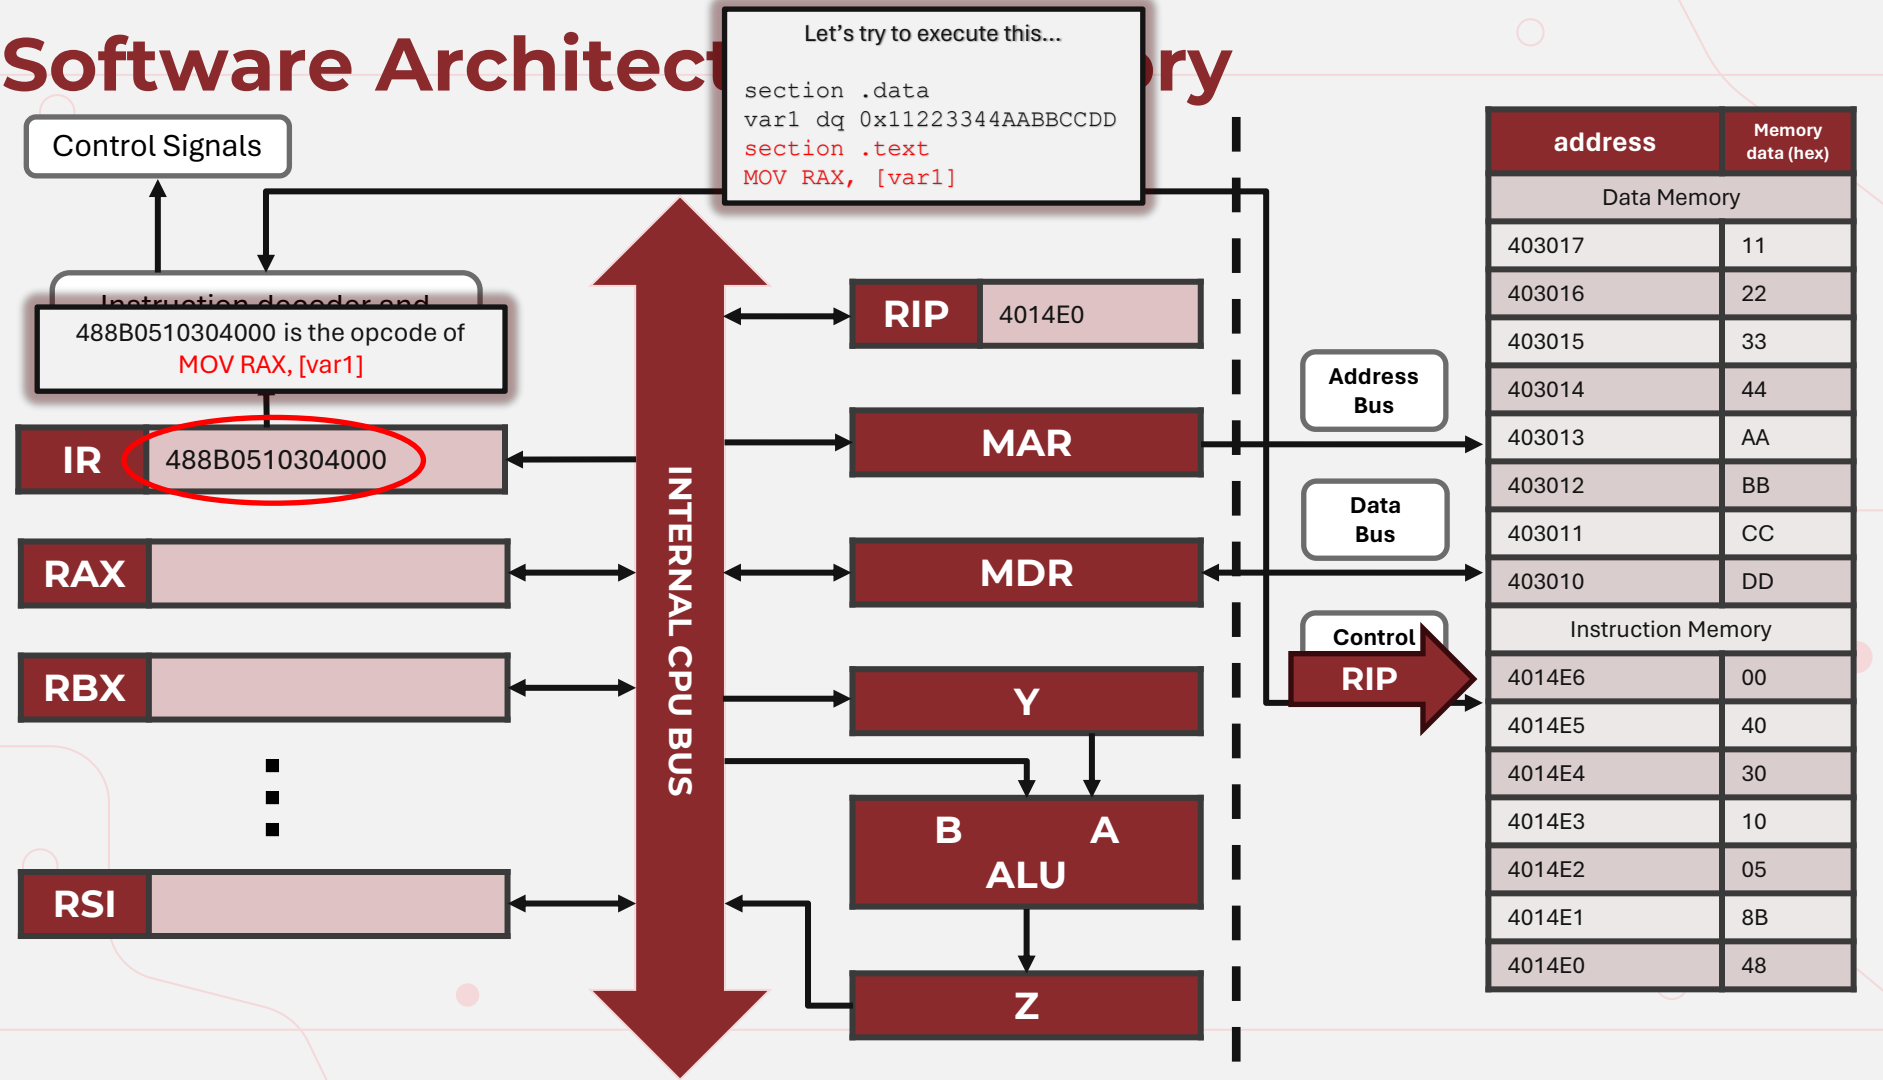 Software Architect
ry
Let's try to execute this...
section .data
var1 dq 0x11223344AABBCCDD
section .text
MOV RAX, [var1]
Control Signals
Instruction decoder and
488B0510304000 is the opcode of
MOV RAX, [var1]
IR
488B0510304000
RAX
RBX
RSI
INTERNAL CPU BUS
RIP
4014E0
MAR
MDR
Y
B
A
ALU
Z
Address
Bus
Data
Bus
Control
RIP
address
Memory
data (hex)
Data Memory
403017 11
403016 22
403015 33
403014 44
403013 AA
403012 BB
403011 CC
403010 DD
Instruction Memory
4014E6 00
4014E5 40
4014E4 30
4014E3 10
4014E2 05
4014E1 8B
4014E0 48